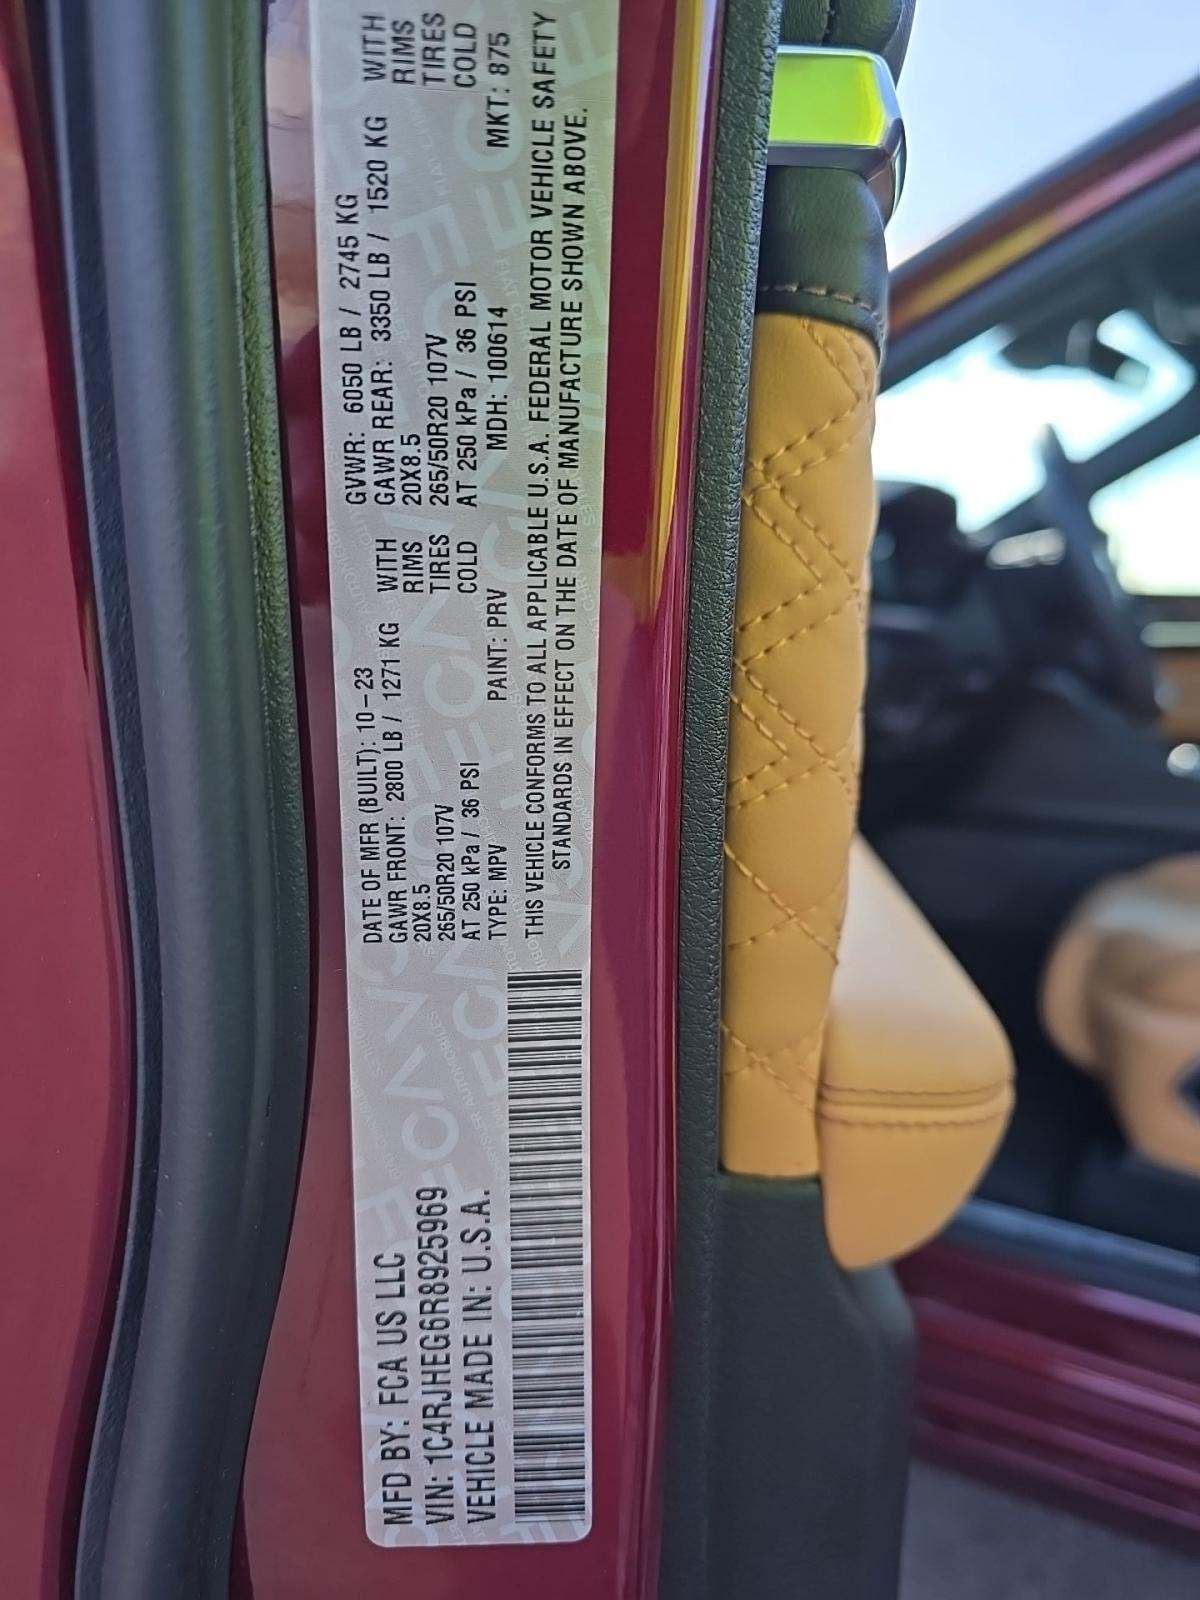 MFD BY: FCA US LLC
VIN: 1C4RJHEG6R8925969
VEHICLE MADE IN: U.S.A.
DATE OF MFR (BUILT): 10-23
GAWR FRONT: 2800 LB / 1271 KG WITH
20X8.5 RIMS
265/50R20 107V TIRES
AT 250 kPa / 36 PSI COLD
TYPE: MPV PAINT: PRV
GVWR: 6050 LB / 2745 KG
GAWR REAR: 3350 LB / 1520 KG WITH
20X8.5 RIMS
265/50R20 107V TIRES
AT 250 kPa / 36 PSI COLD
MDH: 100614 MKT: 875
THIS VEHICLE CONFORMS TO ALL APPLICABLE U.S.A. FEDERAL MOTOR VEHICLE SAFETY
STANDARDS IN EFFECT ON THE DATE OF MANUFACTURE SHOWN ABOVE.